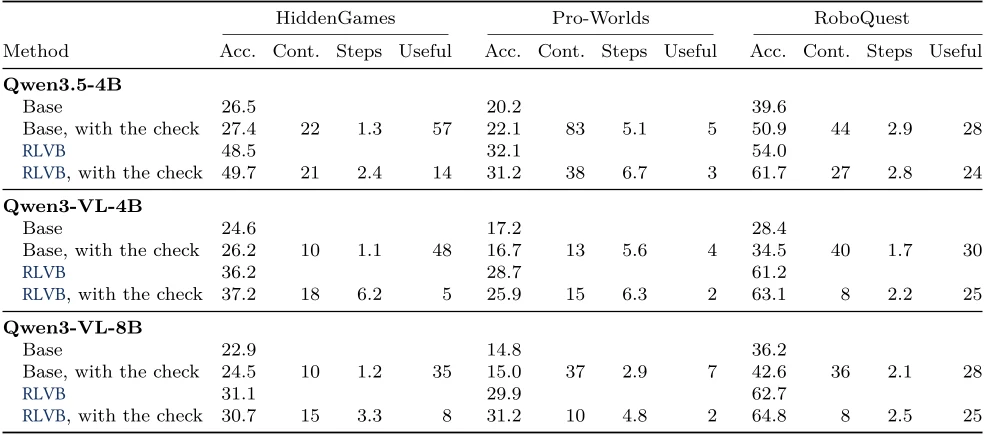 HiddenGames Pro-Worlds RoboQuest
Method Acc. Cont. Steps Useful Acc. Cont. Steps Useful Acc. Cont. Steps Useful
Qwen3.5-4B
Base 26.5 20.2 39.6
Base, with the check 27.4 22 1.3 57 22.1 83 5.1 5 50.9 44 2.9 28
RLVB 48.5 32.1 54.0
RLVB, with the check 49.7 21 2.4 14 31.2 38 6.7 3 61.7 27 2.8 24
Qwen3-VL-4B
Base 24.6 17.2 28.4
Base, with the check 26.2 10 1.1 48 16.7 13 5.6 4 34.5 40 1.7 30
RLVB 36.2 28.7 61.2
RLVB, with the check 37.2 18 6.2 5 25.9 15 6.3 2 63.1 8 2.2 25
Qwen3-VL-8B
Base 22.9 14.8 36.2
Base, with the check 24.5 10 1.2 35 15.0 37 2.9 7 42.6 36 2.1 28
RLVB 31.1 29.9 62.7
RLVB, with the check 30.7 15 3.3 8 31.2 10 4.8 2 64.8 8 2.5 25